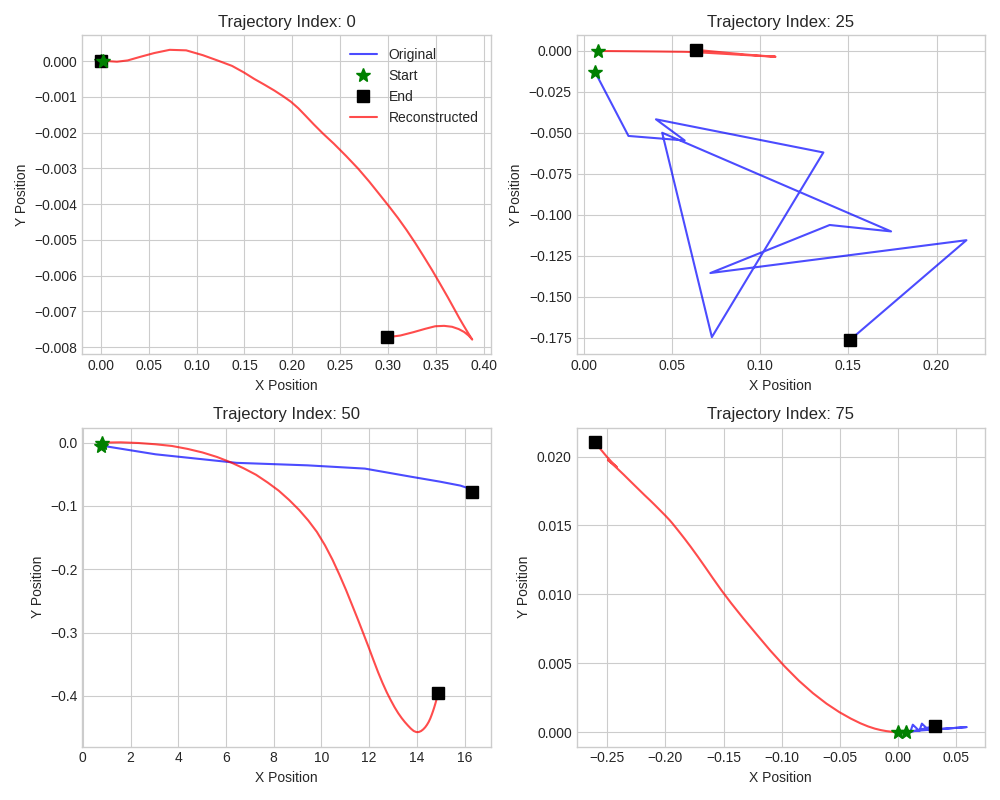 Trajectory Index: 0
Original
Start
End
Reconstructed
0.000
−0.001
−0.002
−0.003
−0.004
−0.005
−0.006
−0.007
−0.008
Y Position
0.00 0.05 0.10 0.15 0.20 0.25 0.30 0.35 0.40
X Position
Trajectory Index: 25
0.000
−0.025
−0.050
−0.075
−0.100
−0.125
−0.150
−0.175
Y Position
0.00 0.05 0.10 0.15 0.20
X Position
Trajectory Index: 50
0.0
−0.1
−0.2
−0.3
−0.4
Y Position
0 2 4 6 8 10 12 14 16
X Position
Trajectory Index: 75
0.020
0.015
0.010
0.005
0.000
Y Position
−0.25 −0.20 −0.15 −0.10 −0.05 0.00 0.05
X Position